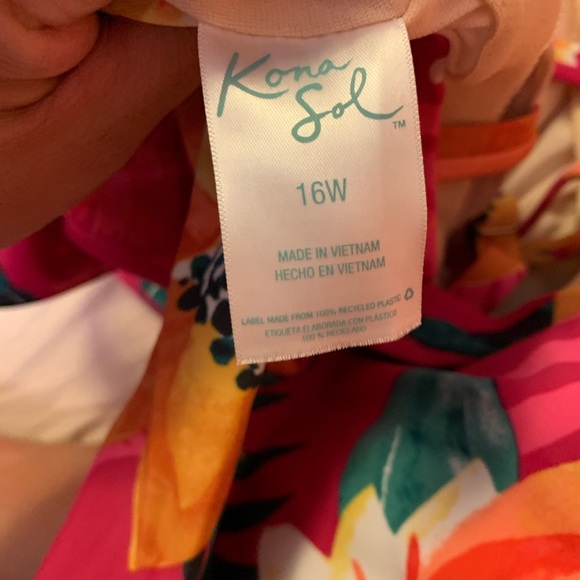 Kona
Sol
TM
16W
MADE IN VIETNAM
HECHO EN VIETNAM
LABEL MADE FROM 100% RECYCLED PLASTIC
ETIQUETA ELABORADA CON PLÁSTICO
100 % RECICLADO